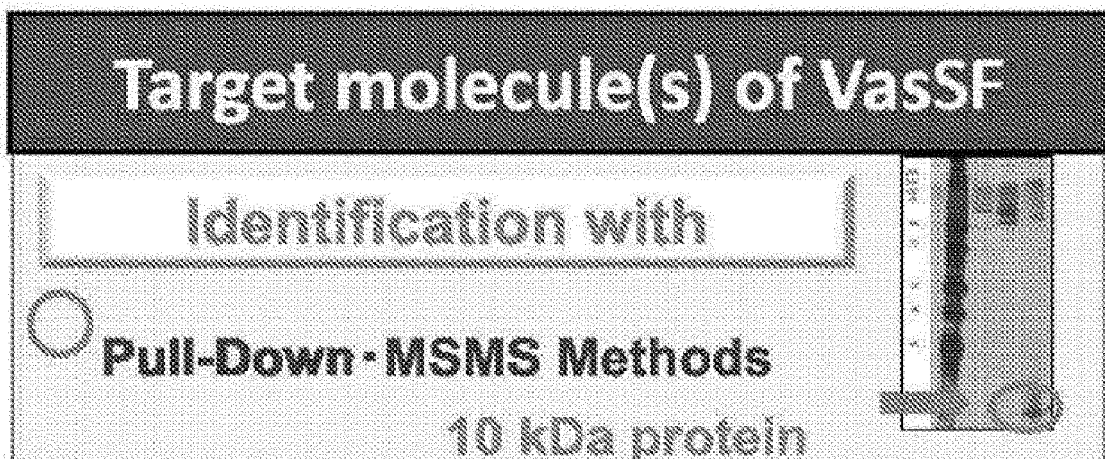 Target molecule(s) of VasSF
Identification with
Pull-Down·MSMS Methods
10 kDa protein